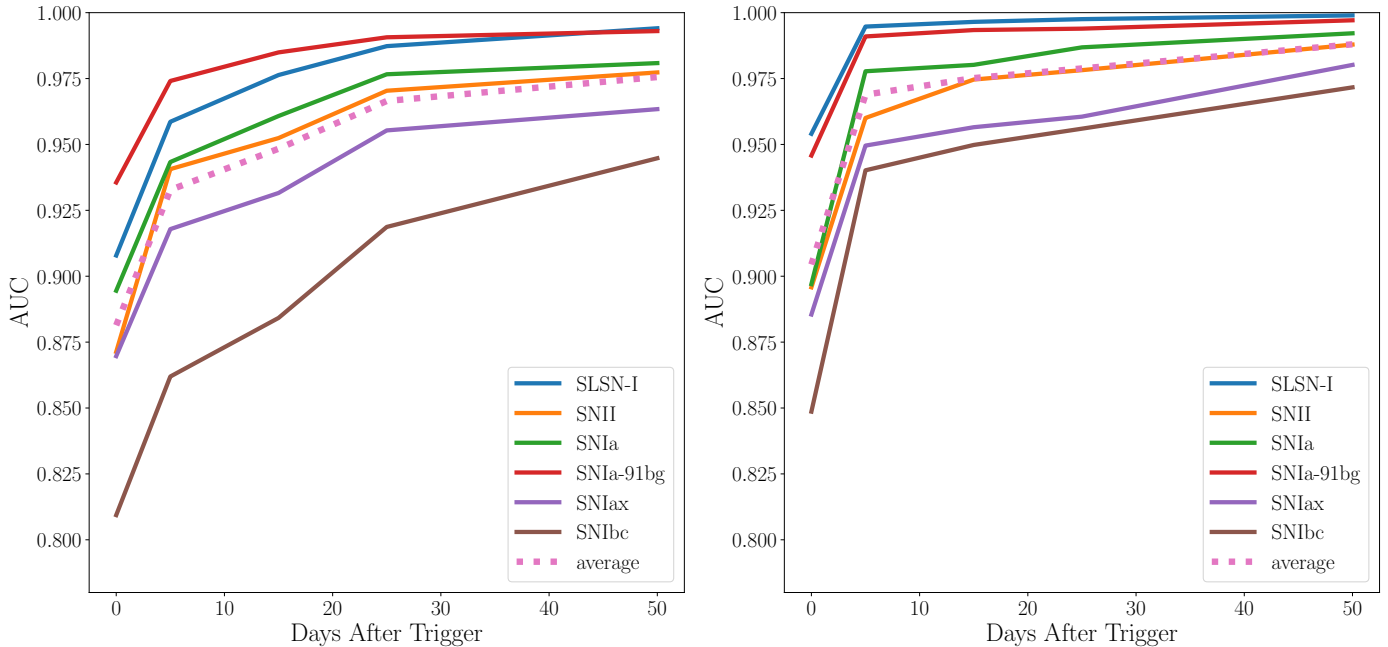 1.000
0.975
0.950
0.925
0.900
0.875
0.850
0.825
0.800
AUC
0 10 20 30 40 50
Days After Trigger
SLSN-I
SNII
SNIa
SNIa-91bg
SNIax
SNIbc
average
1.000
0.975
0.950
0.925
0.900
0.875
0.850
0.825
0.800
AUC
0 10 20 30 40 50
Days After Trigger
SLSN-I
SNII
SNIa
SNIa-91bg
SNIax
SNIbc
average